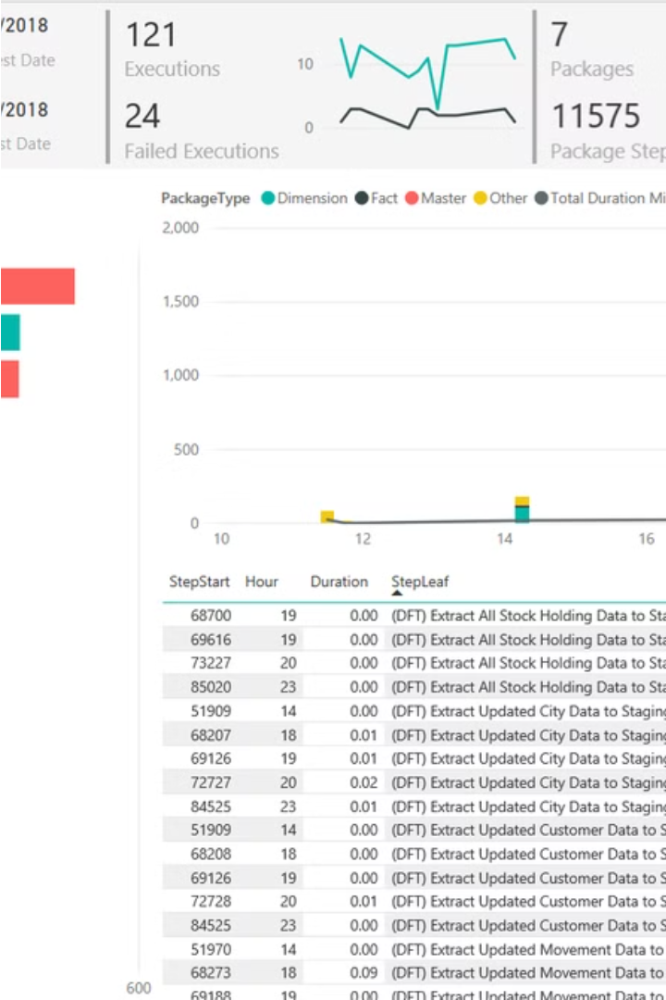 /2018
est Date
/2018
st Date
121
Executions
24
Failed Executions
10
0
7
Packages
11575
Package Step
PackageType Dimension Fact Master Other Total Duration Mi
2,000
1,500
1,000
500
0
10 12 14 16
StepStart Hour Duration StepLeaf
68700 19 0.00 (DFT) Extract All Stock Holding Data to Sta
69616 19 0.00 (DFT) Extract All Stock Holding Data to Sta
73227 20 0.00 (DFT) Extract All Stock Holding Data to Sta
85020 23 0.00 (DFT) Extract All Stock Holding Data to Sta
51909 14 0.00 (DFT) Extract Updated City Data to Staging
68207 18 0.01 (DFT) Extract Updated City Data to Staging
69126 19 0.01 (DFT) Extract Updated City Data to Staging
72727 20 0.02 (DFT) Extract Updated City Data to Staging
84525 23 0.01 (DFT) Extract Updated City Data to Staging
51909 14 0.00 (DFT) Extract Updated Customer Data to S
68208 18 0.00 (DFT) Extract Updated Customer Data to S
69126 19 0.00 (DFT) Extract Updated Customer Data to S
72728 20 0.01 (DFT) Extract Updated Customer Data to S
84525 23 0.00 (DFT) Extract Updated Customer Data to S
51970 14 0.00 (DFT) Extract Updated Movement Data to
68273 18 0.09 (DFT) Extract Updated Movement Data to
69188 19 0.00 (DFT) Extract Updated Movement Data to
600